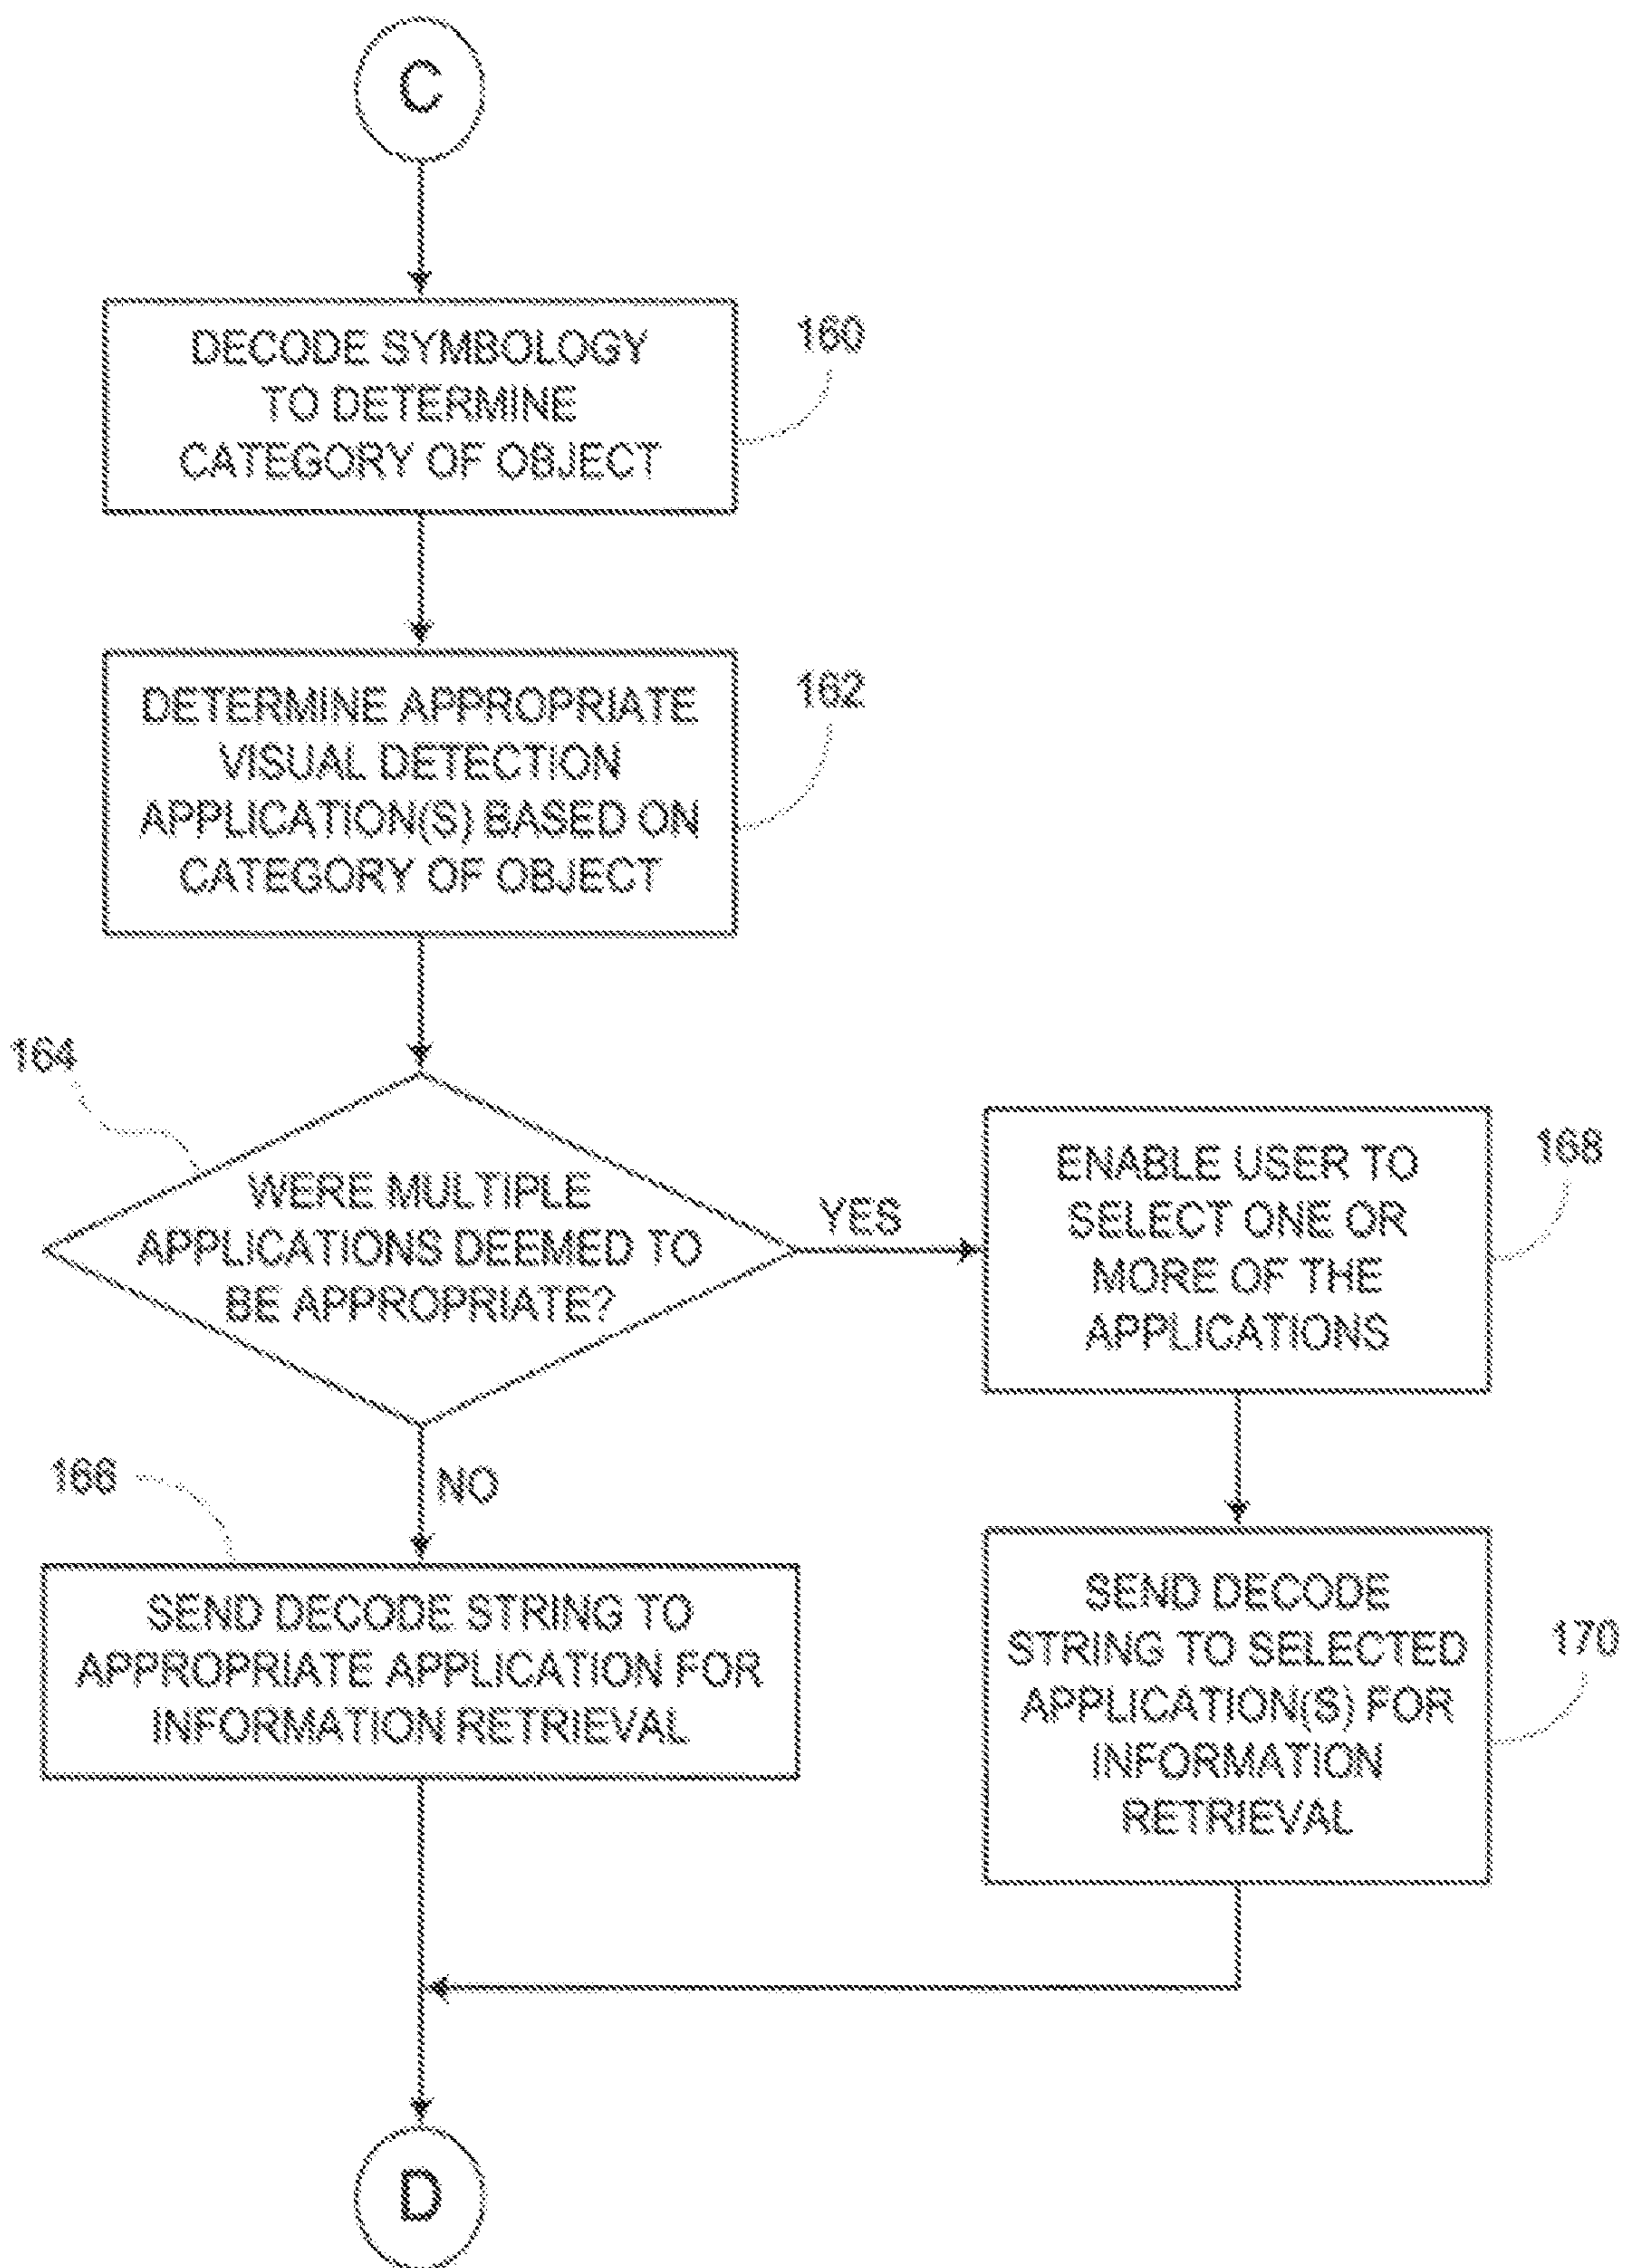 C
DECODE SYMBOLOGY
TO DETERMINE
CATEGORY OF OBJECT
160
DETERMINE APPROPRIATE
VISUAL DETECTION
APPLICATION(S) BASED ON
CATEGORY OF OBJECT
162
164
WERE MULTIPLE
APPLICATIONS DEEMED TO
BE APPROPRIATE?
YES
ENABLE USER TO
SELECT ONE OR
MORE OF THE
APPLICATIONS
168
NO
166
SEND DECODE STRING TO
APPROPRIATE APPLICATION FOR
INFORMATION RETRIEVAL
SEND DECODE
STRING TO SELECTED
APPLICATION(S) FOR
INFORMATION
RETRIEVAL
170
D